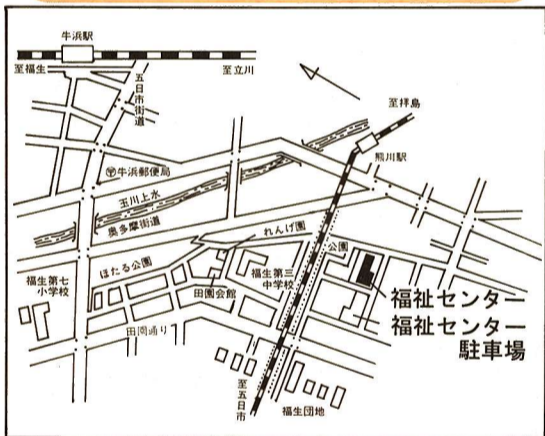 牛浜駅
至福生
至立川
五日市街道
至拝島
熊川駅
〒牛浜郵便局
玉川上水
奥多摩街道
れんげ園
公園
ほたる公園
福生第七
小学校
福生第三
中学校
田園会館
福祉センター
福祉センター
駐車場
田園通り
至五日市
福生団地